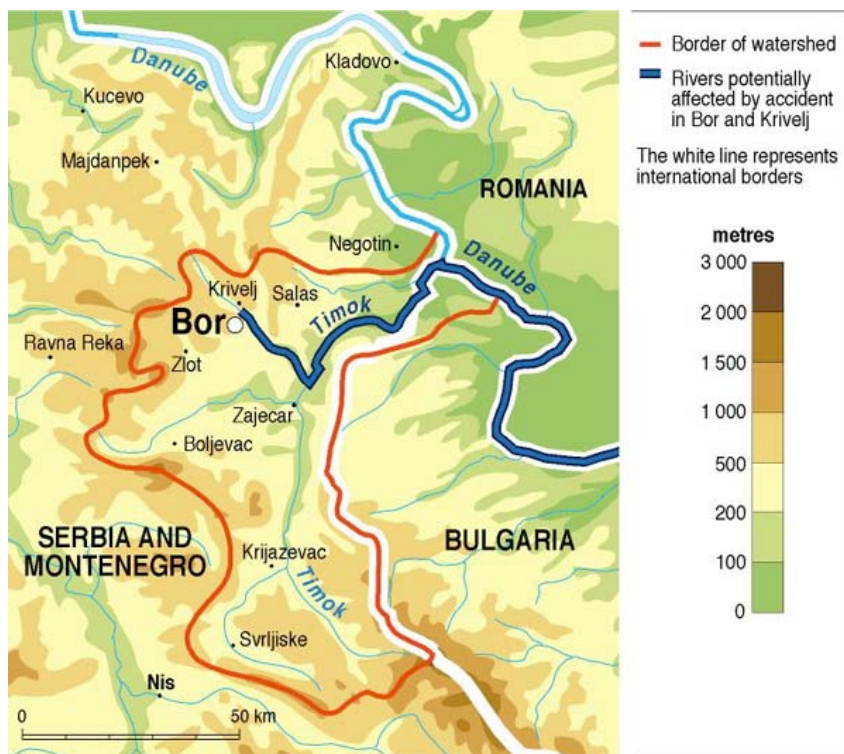 Danube
Kladovo
Kucevo
Majdanpek
ROMANIA
Negotin
Danube
Krivelj
Salas
Timok
Bor
Ravna Reka
Zlot
Zajecar
Boljevac
SERBIA AND
MONTENEGRO
BULGARIA
Krijazevac
Timok
Svrljiske
Nis
0 50 km
Border of watershed
Rivers potentially
affected by accident
in Bor and Krivelj
The white line represents
international borders
metres
3 000
2 000
1 500
1 000
500
200
100
0